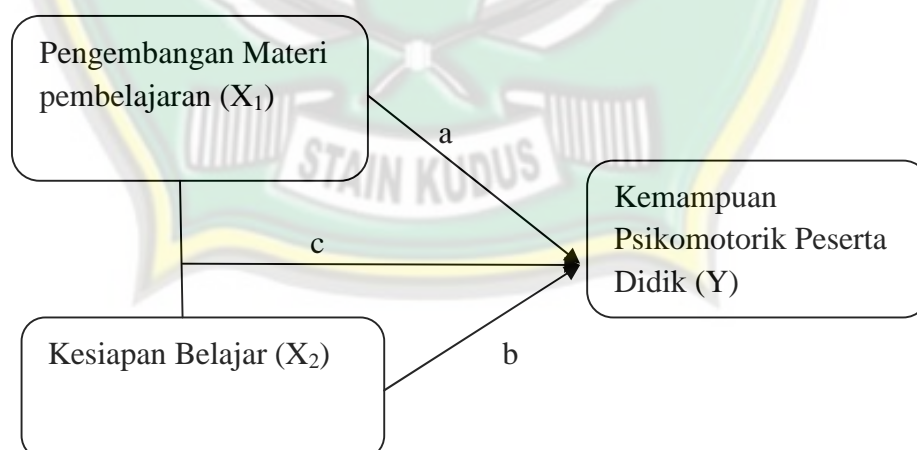 Pengembangan Materi
pembelajaran (X₁)
a
STAIN KUDUS
Kemampuan
Psikomotorik Peserta
Didik (Y)
c
Kesiapan Belajar (X₂)
b